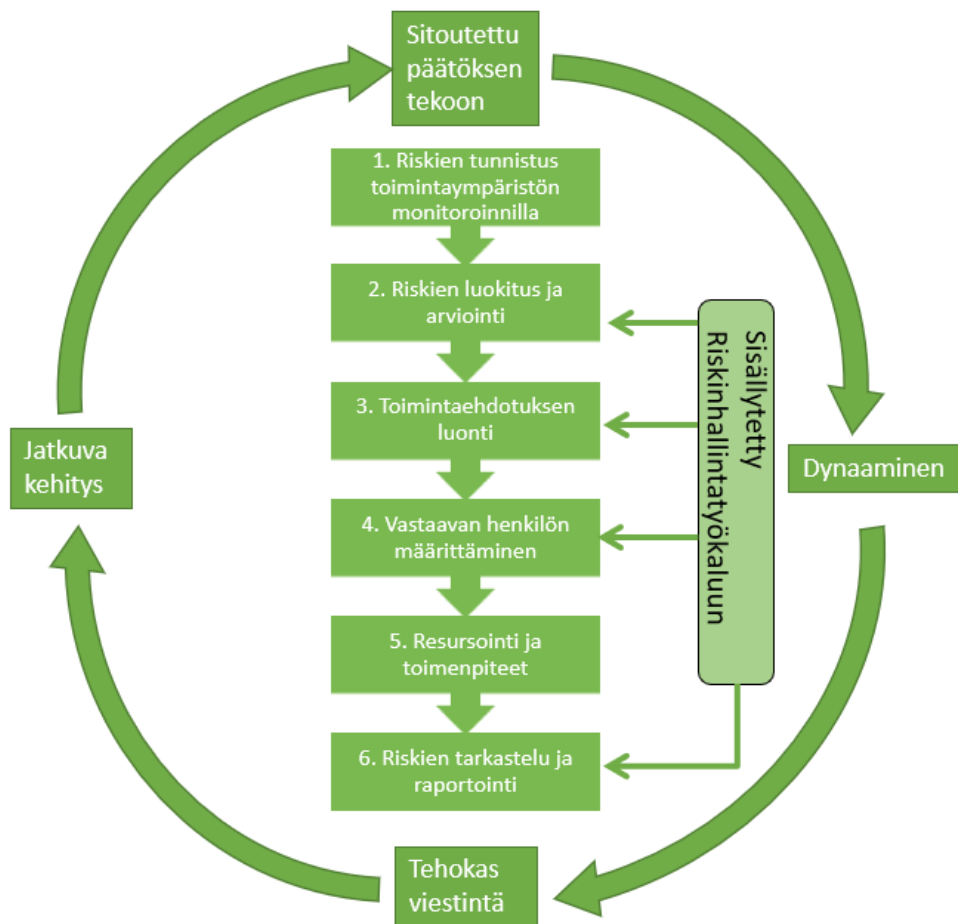 Sitoutettu
päätöksen
tekoon
1. Riskien tunnistus
toimintaympäristön
monitoroinnilla
2. Riskien luokitus ja
arviointi
3. Toimintaehdotuksen
luonti
4. Vastaavan henkilön
määrittäminen
5. Resursointi ja
toimenpiteet
6. Riskien tarkastelu ja
raportointi
Sisällytetty
Riskinhallintatyökaluun
Dynaaminen
Tehokas
viestintä
Jatkuva
kehitys